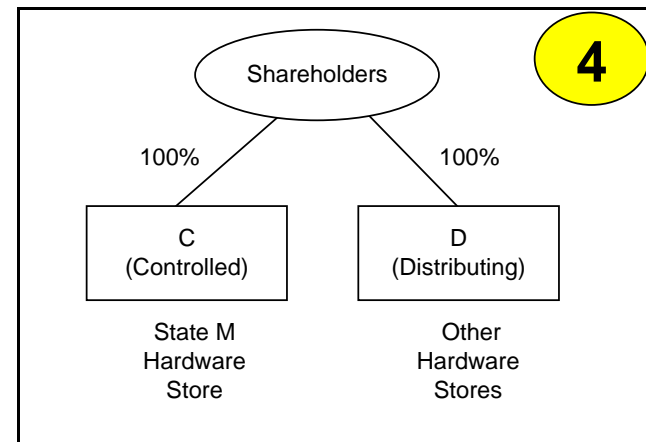 4
Shareholders
100%
100%
C
(Controlled)
D
(Distributing)
State M
Hardware
Store
Other
Hardware
Stores